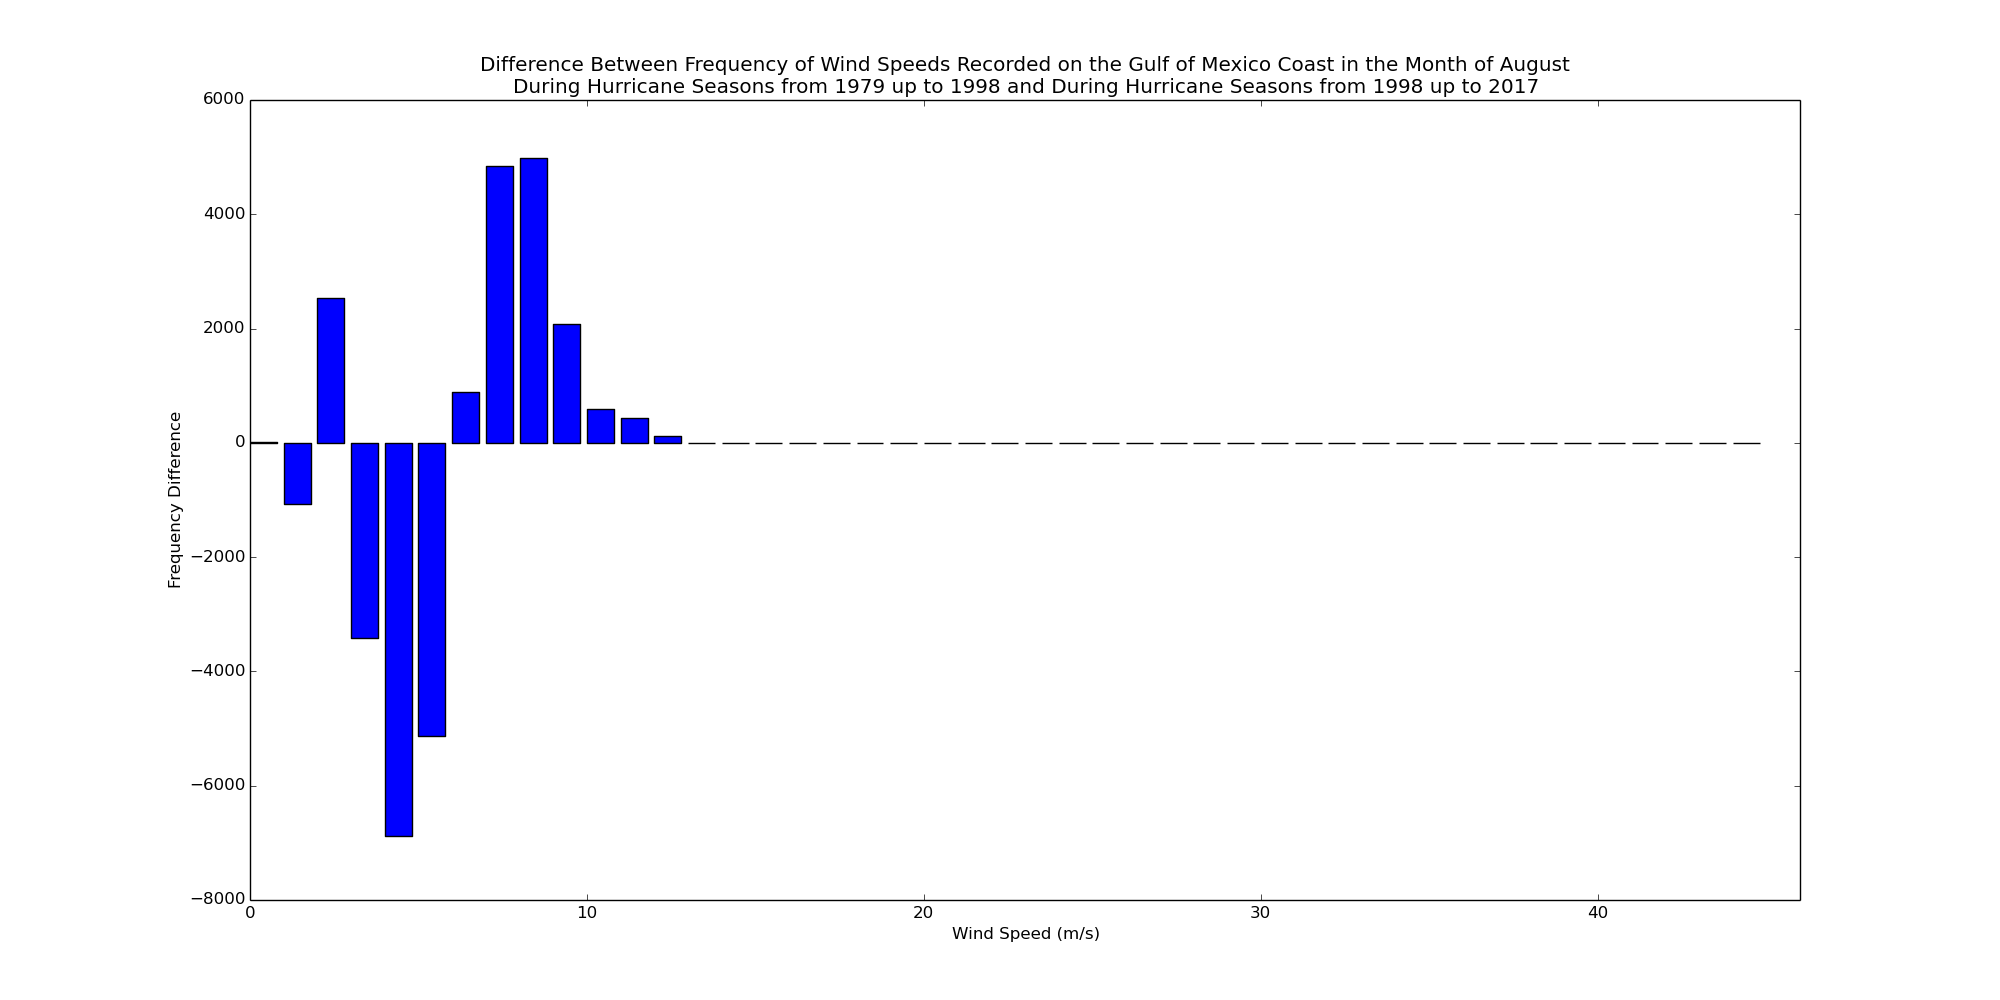 Difference Between Frequency of Wind Speeds Recorded on the Gulf of Mexico Coast in the Month of August
During Hurricane Seasons from 1979 up to 1998 and During Hurricane Seasons from 1998 up to 2017
6000
4000
2000
0
−2000
−4000
−6000
−8000
Frequency Difference
0 10 20 30 40
Wind Speed (m/s)